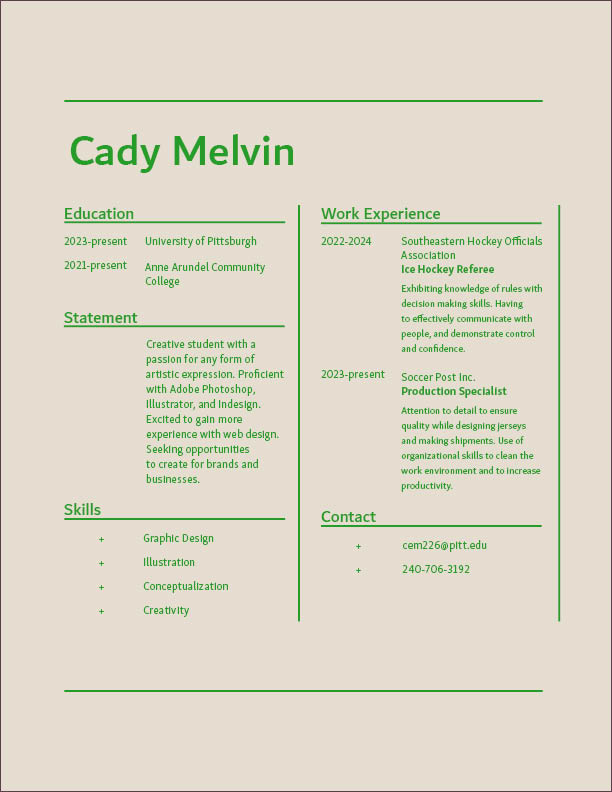 Cady Melvin
Education
2023-present University of Pittsburgh
2021-present Anne Arundel Community
College
Statement
Creative student with a
passion for any form of
artistic expression. Proficient
with Adobe Photoshop,
Illustrator, and Indesign.
Excited to gain more
experience with web design.
Seeking opportunities
to create for brands and
businesses.
Skills
+ Graphic Design
+ Illustration
+ Conceptualization
+ Creativity
Work Experience
2022-2024 Southeastern Hockey Officials
Association
Ice Hockey Referee
Exhibiting knowledge of rules with
decision making skills. Having
to effectively communicate with
people, and demonstrate control
and confidence.
2023-present Soccer Post Inc.
Production Specialist
Attention to detail to ensure
quality while designing jerseys
and making shipments. Use of
organizational skills to clean the
work environment and to increase
productivity.
Contact
+ cem226@pitt.edu
+ 240-706-3192